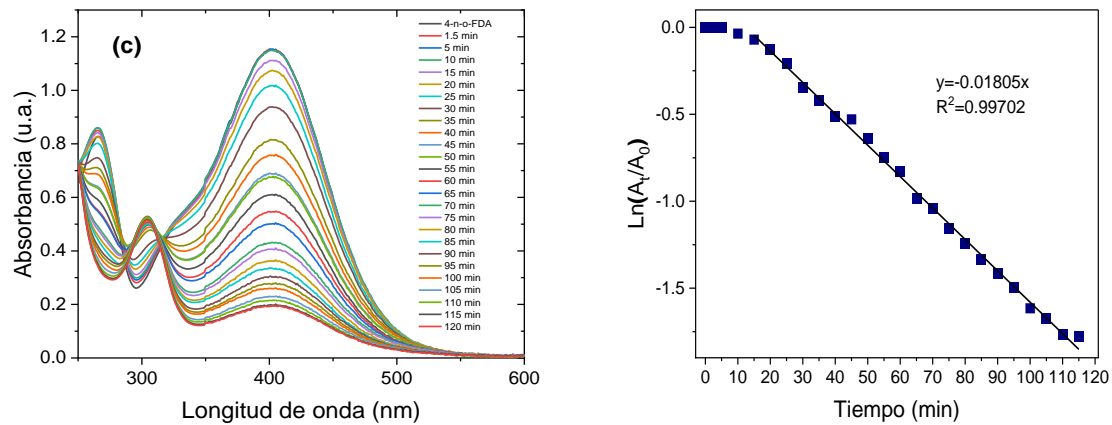 (c)
4-n-o-FDA
1.5 min
5 min
10 min
15 min
20 min
25 min
30 min
35 min
40 min
45 min
50 min
55 min
60 min
65 min
70 min
75 min
80 min
85 min
90 min
95 min
100 min
105 min
110 min
115 min
120 min
1.2
1.0
0.8
0.6
0.4
0.2
0.0
Absorbancia (u.a.)
300 400 500 600
Longitud de onda (nm)
y=-0.01805x
R²=0.99702
0.0
-0.5
-1.0
-1.5
Ln(At/A0)
0 10 20 30 40 50 60 70 80 90 100 110 120
Tiempo (min)